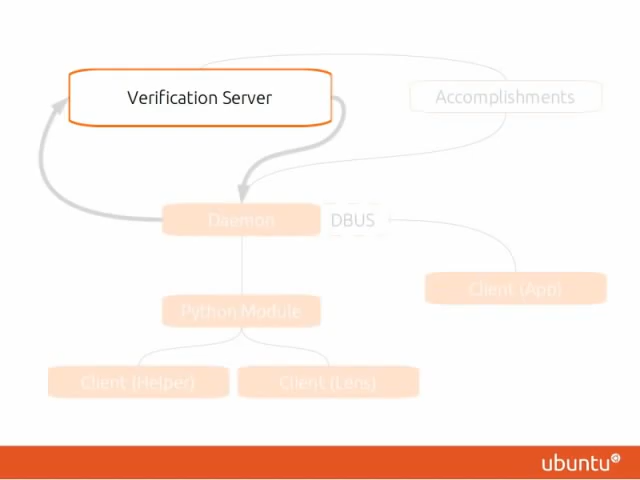 Verification Server
Accomplishments
Daemon
DBUS
Client (App)
Python Module
Client (Helper)
Client (Lens)
ubuntu®